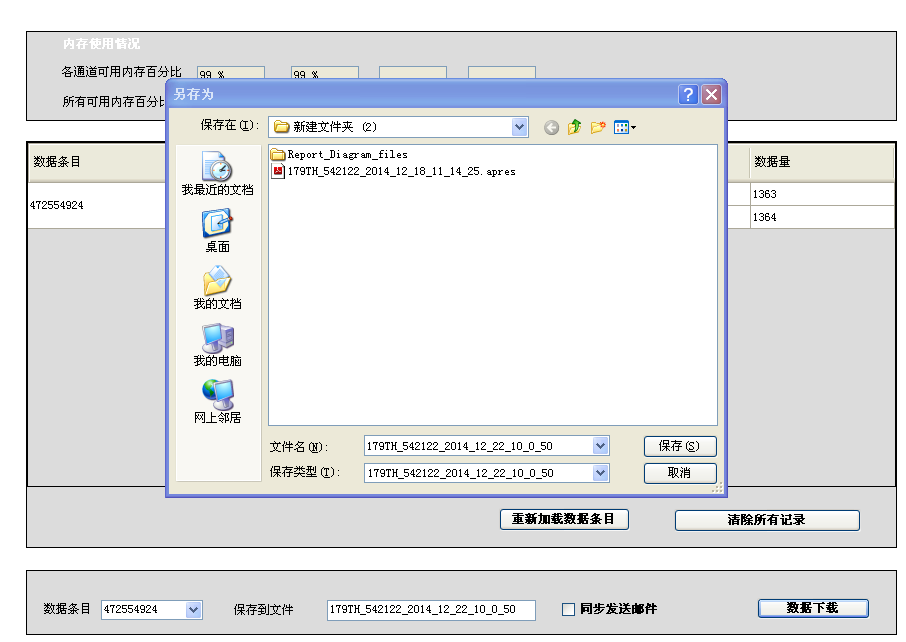 内存使用情况
各通道可用内存百分比 99 % 99 %
所有可用内存百分比
另存为
保存在(I): 新建文件夹 (2)
数据条目
数据量
Report_Diagram_files
179TH_542122_2014_12_18_11_14_25.apres
我最近的文档
472554924
1363
1364
桌面
我的文档
我的电脑
网上邻居
文件名(N): 179TH_542122_2014_12_22_10_0_50 保存(S)
保存类型(T): 179TH_542122_2014_12_22_10_0_50 取消
重新加载数据条目 清除所有记录
数据条目 472554924 保存到文件 179TH_542122_2014_12_22_10_0_50 同步发送邮件 数据下载